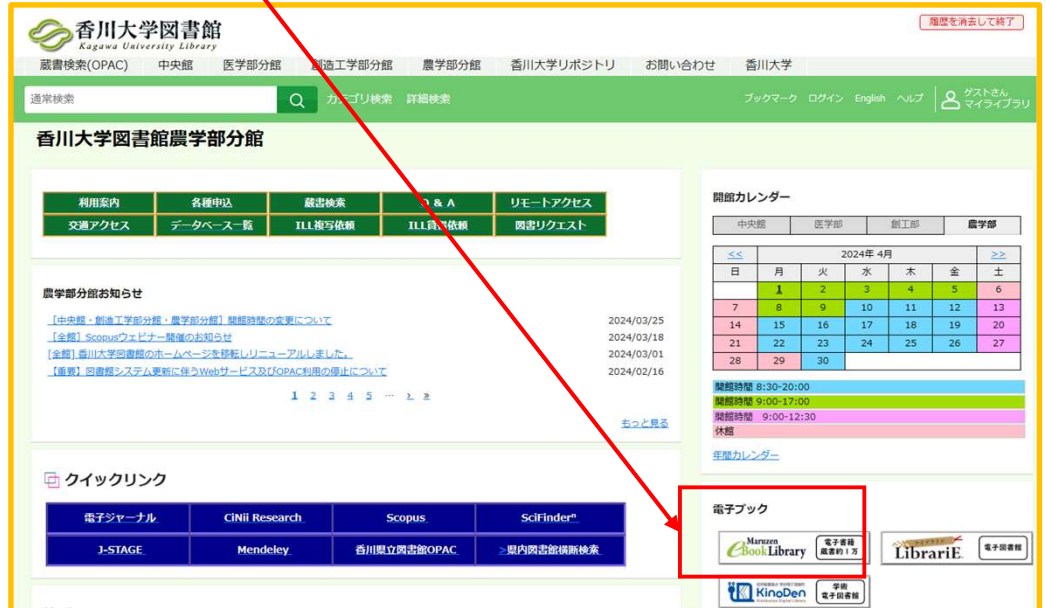 香川大学図書館
Kagawa University Library
履歴を消去して終了
蔵書検索(OPAC) 中央館 医学部分館 創造工学部分館 農学部分館 香川大学リポジトリ お問い合わせ 香川大学
通常検索 カテゴリ検索 詳細検索 ブックマーク ログイン English ヘルプ ゲストさん
マイライブラリ
香川大学図書館農学部分館
利用案内 各種申込 蔵書検索 Q & A リモートアクセス
交通アクセス データベース一覧 ILL複写依頼 ILL貸借依頼 図書リクエスト
農学部分館お知らせ
[中央館・創造工学部分館・農学部分館] 開館時間の変更について 2024/03/25
[全館] Scopusウェビナー開催のお知らせ 2024/03/18
[全館] 香川大学図書館のホームページを移転しリニューアルしました。 2024/03/01
【重要】図書館システム更新に伴うWebサービス及びOPAC利用の停止について 2024/02/16
1 2 3 4 5 … > »
もっと見る
クイックリンク
電子ジャーナル CiNii Research Scopus SciFinderⁿ
J-STAGE Mendeley 香川県立図書館OPAC >県内図書館横断検索
開館カレンダー
中央館 医学部 創工部 農学部
<< 2024年 4月 >>
日 月 火 水 木 金 土
1 2 3 4 5 6
7 8 9 10 11 12 13
14 15 16 17 18 19 20
21 22 23 24 25 26 27
28 29 30
開館時間 8:30-20:00
開館時間 9:00-17:00
開館時間 9:00-12:30
休館
年間カレンダー
電子ブック
Maruzen eBook Library 電子書籍 蔵書約1万
LibrariE 電子図書館
KinoDen 学術 電子図書館